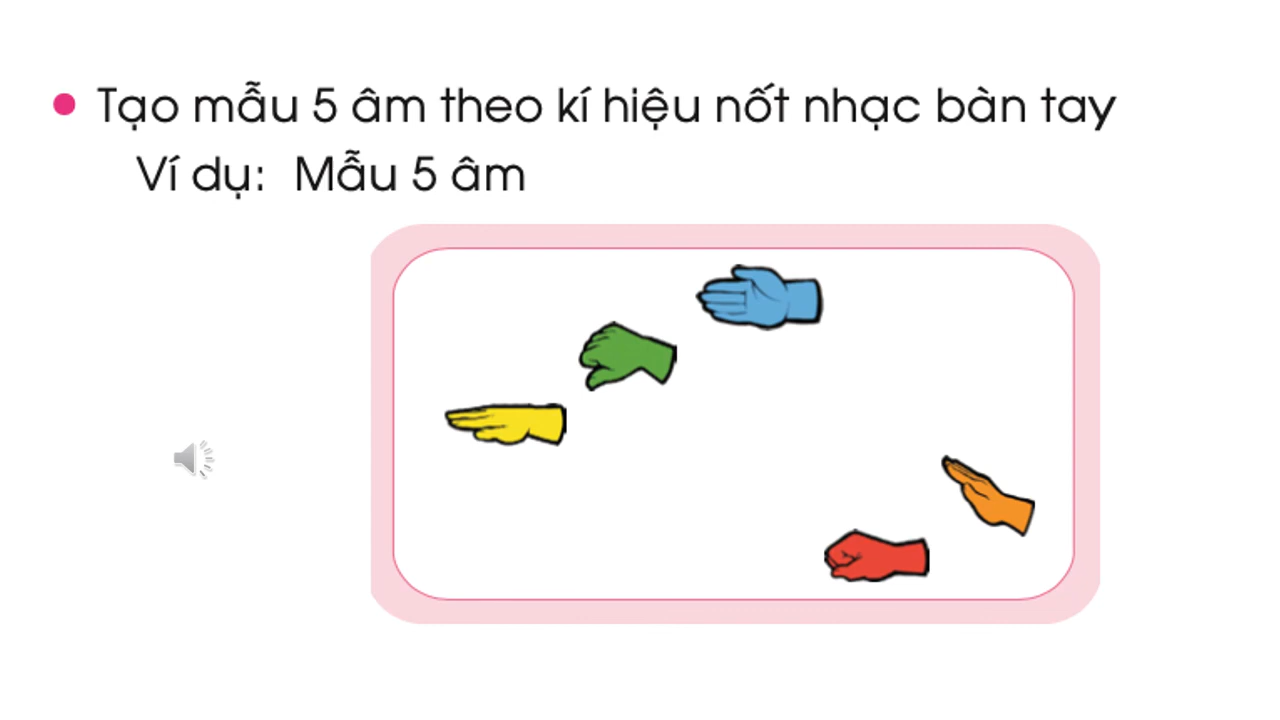 Tạo mẫu 5 âm theo kí hiệu nốt nhạc bàn tay
Ví dụ: Mẫu 5 âm